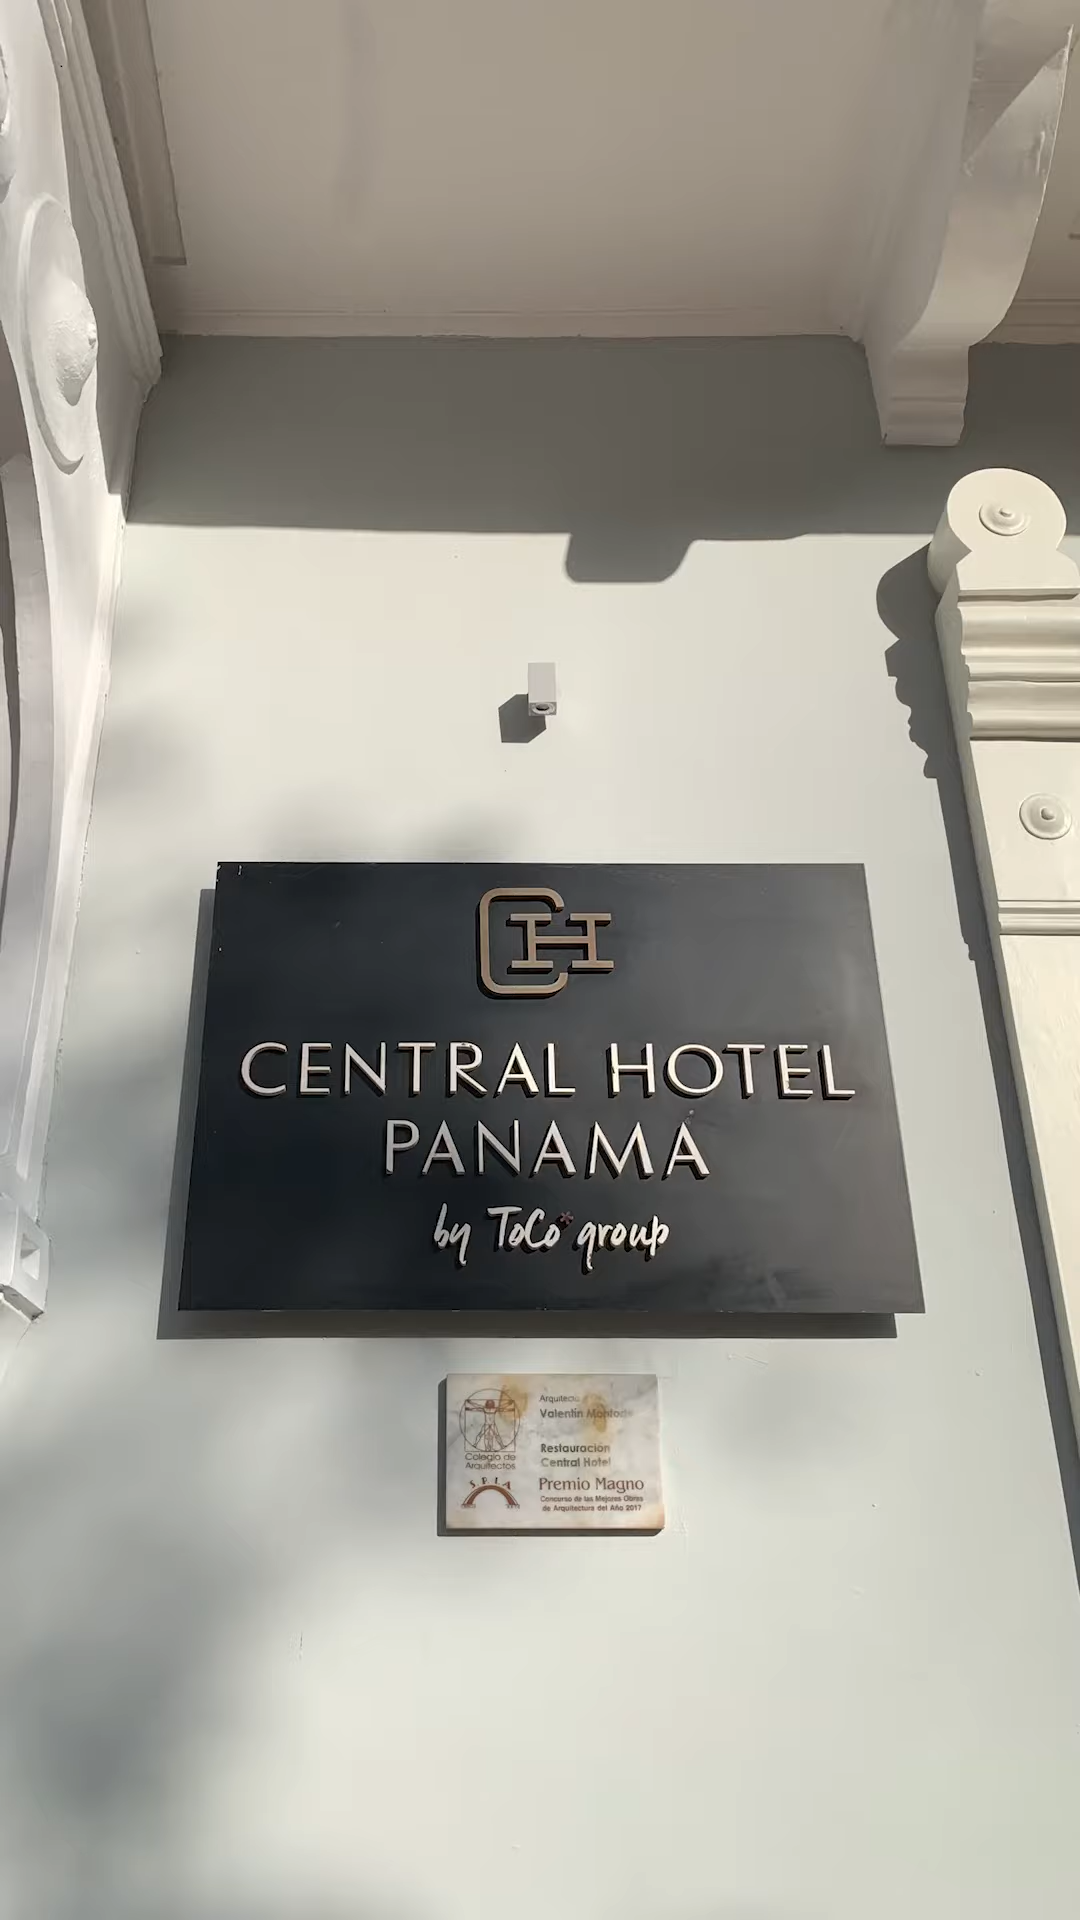 CH
CENTRAL HOTEL
PANAMA
by ToCo* group
Colegio de
Arquitectos
SPIA
Arquitecto
Valentín
Restauración
Central Hotel
Premio Magno
Concurso de las Mejores Obras
de Arquitectura del Año 2017